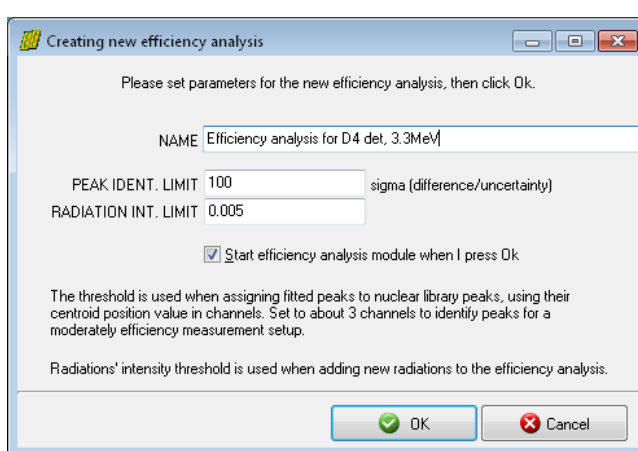 Creating new efficiency analysis
Please set parameters for the new efficiency analysis, then click Ok.
NAME Efficiency analysis for D4 det, 3.3MeV
PEAK IDENT. LIMIT 100 sigma (difference/uncertainty)
RADIATION INT. LIMIT 0.005
Start efficiency analysis module when I press Ok
The threshold is used when assigning fitted peaks to nuclear library peaks, using their
centroid position value in channels. Set to about 3 channels to identify peaks for a
moderately efficiency measurement setup.
Radiations' intensity threshold is used when adding new radiations to the efficiency analysis.
OK Cancel